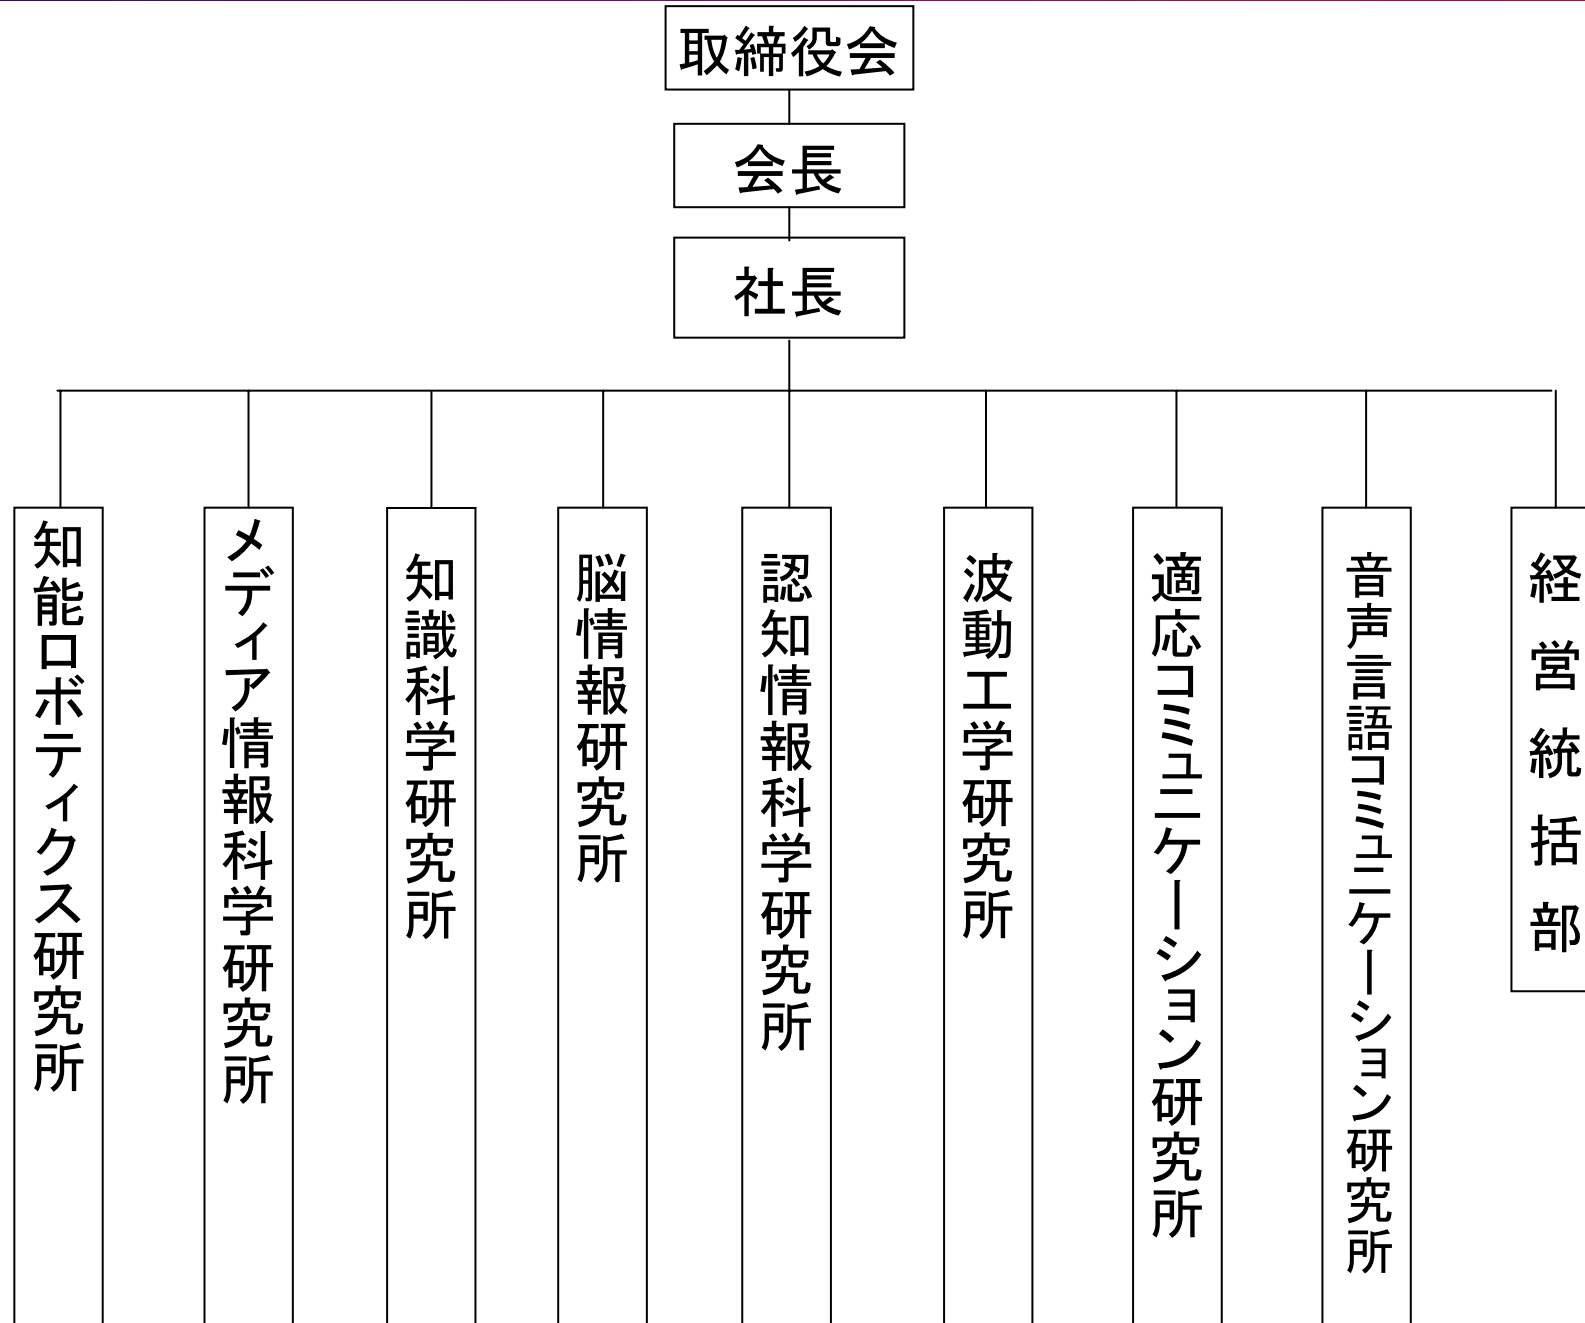 取締役会
会長
社長
知能ロボティクス研究所
メディア情報科学研究所
知識科学研究所
脳情報研究所
認知情報科学研究所
波動工学研究所
適応コミュニケーション研究所
音声言語コミュニケーション研究所
経営統括部